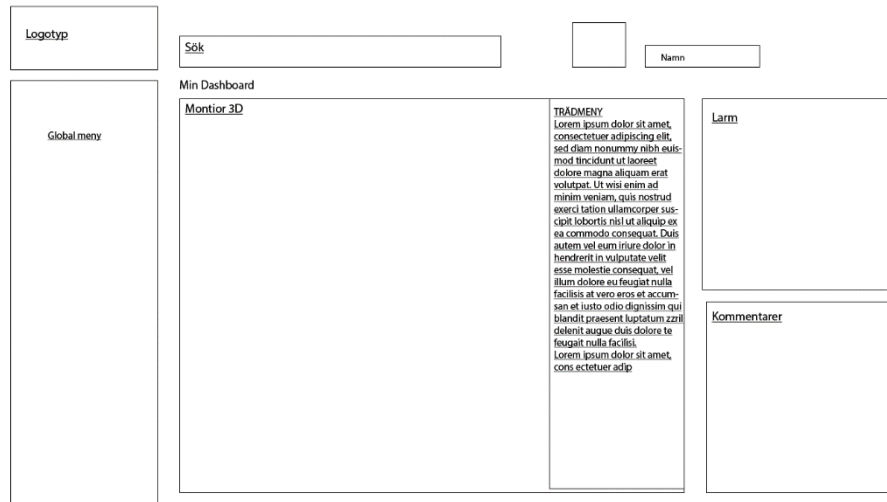 Logotyp
Sök
Namn
Min Dashboard
Global meny
Montior 3D
TRÄDMENY
Lorem ipsum dolor sit amet,
consectetuer adipiscing elit,
sed diam nonummy nibh euis-
mod tincidunt ut laoreet
dolore magna aliquam erat
volutpat. Ut wisi enim ad
minim veniam, quis nostrud
exerci tation ullamcorper sus-
cipit lobortis nisl ut aliquip ex
ea commodo consequat. Duis
autem vel eum iriure dolor in
hendrerit in vulputate velit
esse molestie consequat, vel
illum dolore eu feugiat nulla
facilisis at vero eros et accum-
san et iusto odio dignissim qui
blandit praesent luptatum zzril
delenit augue duis dolore te
feugait nulla facilisi.
Lorem ipsum dolor sit amet,
cons ectetuer adip
Larm
Kommentarer